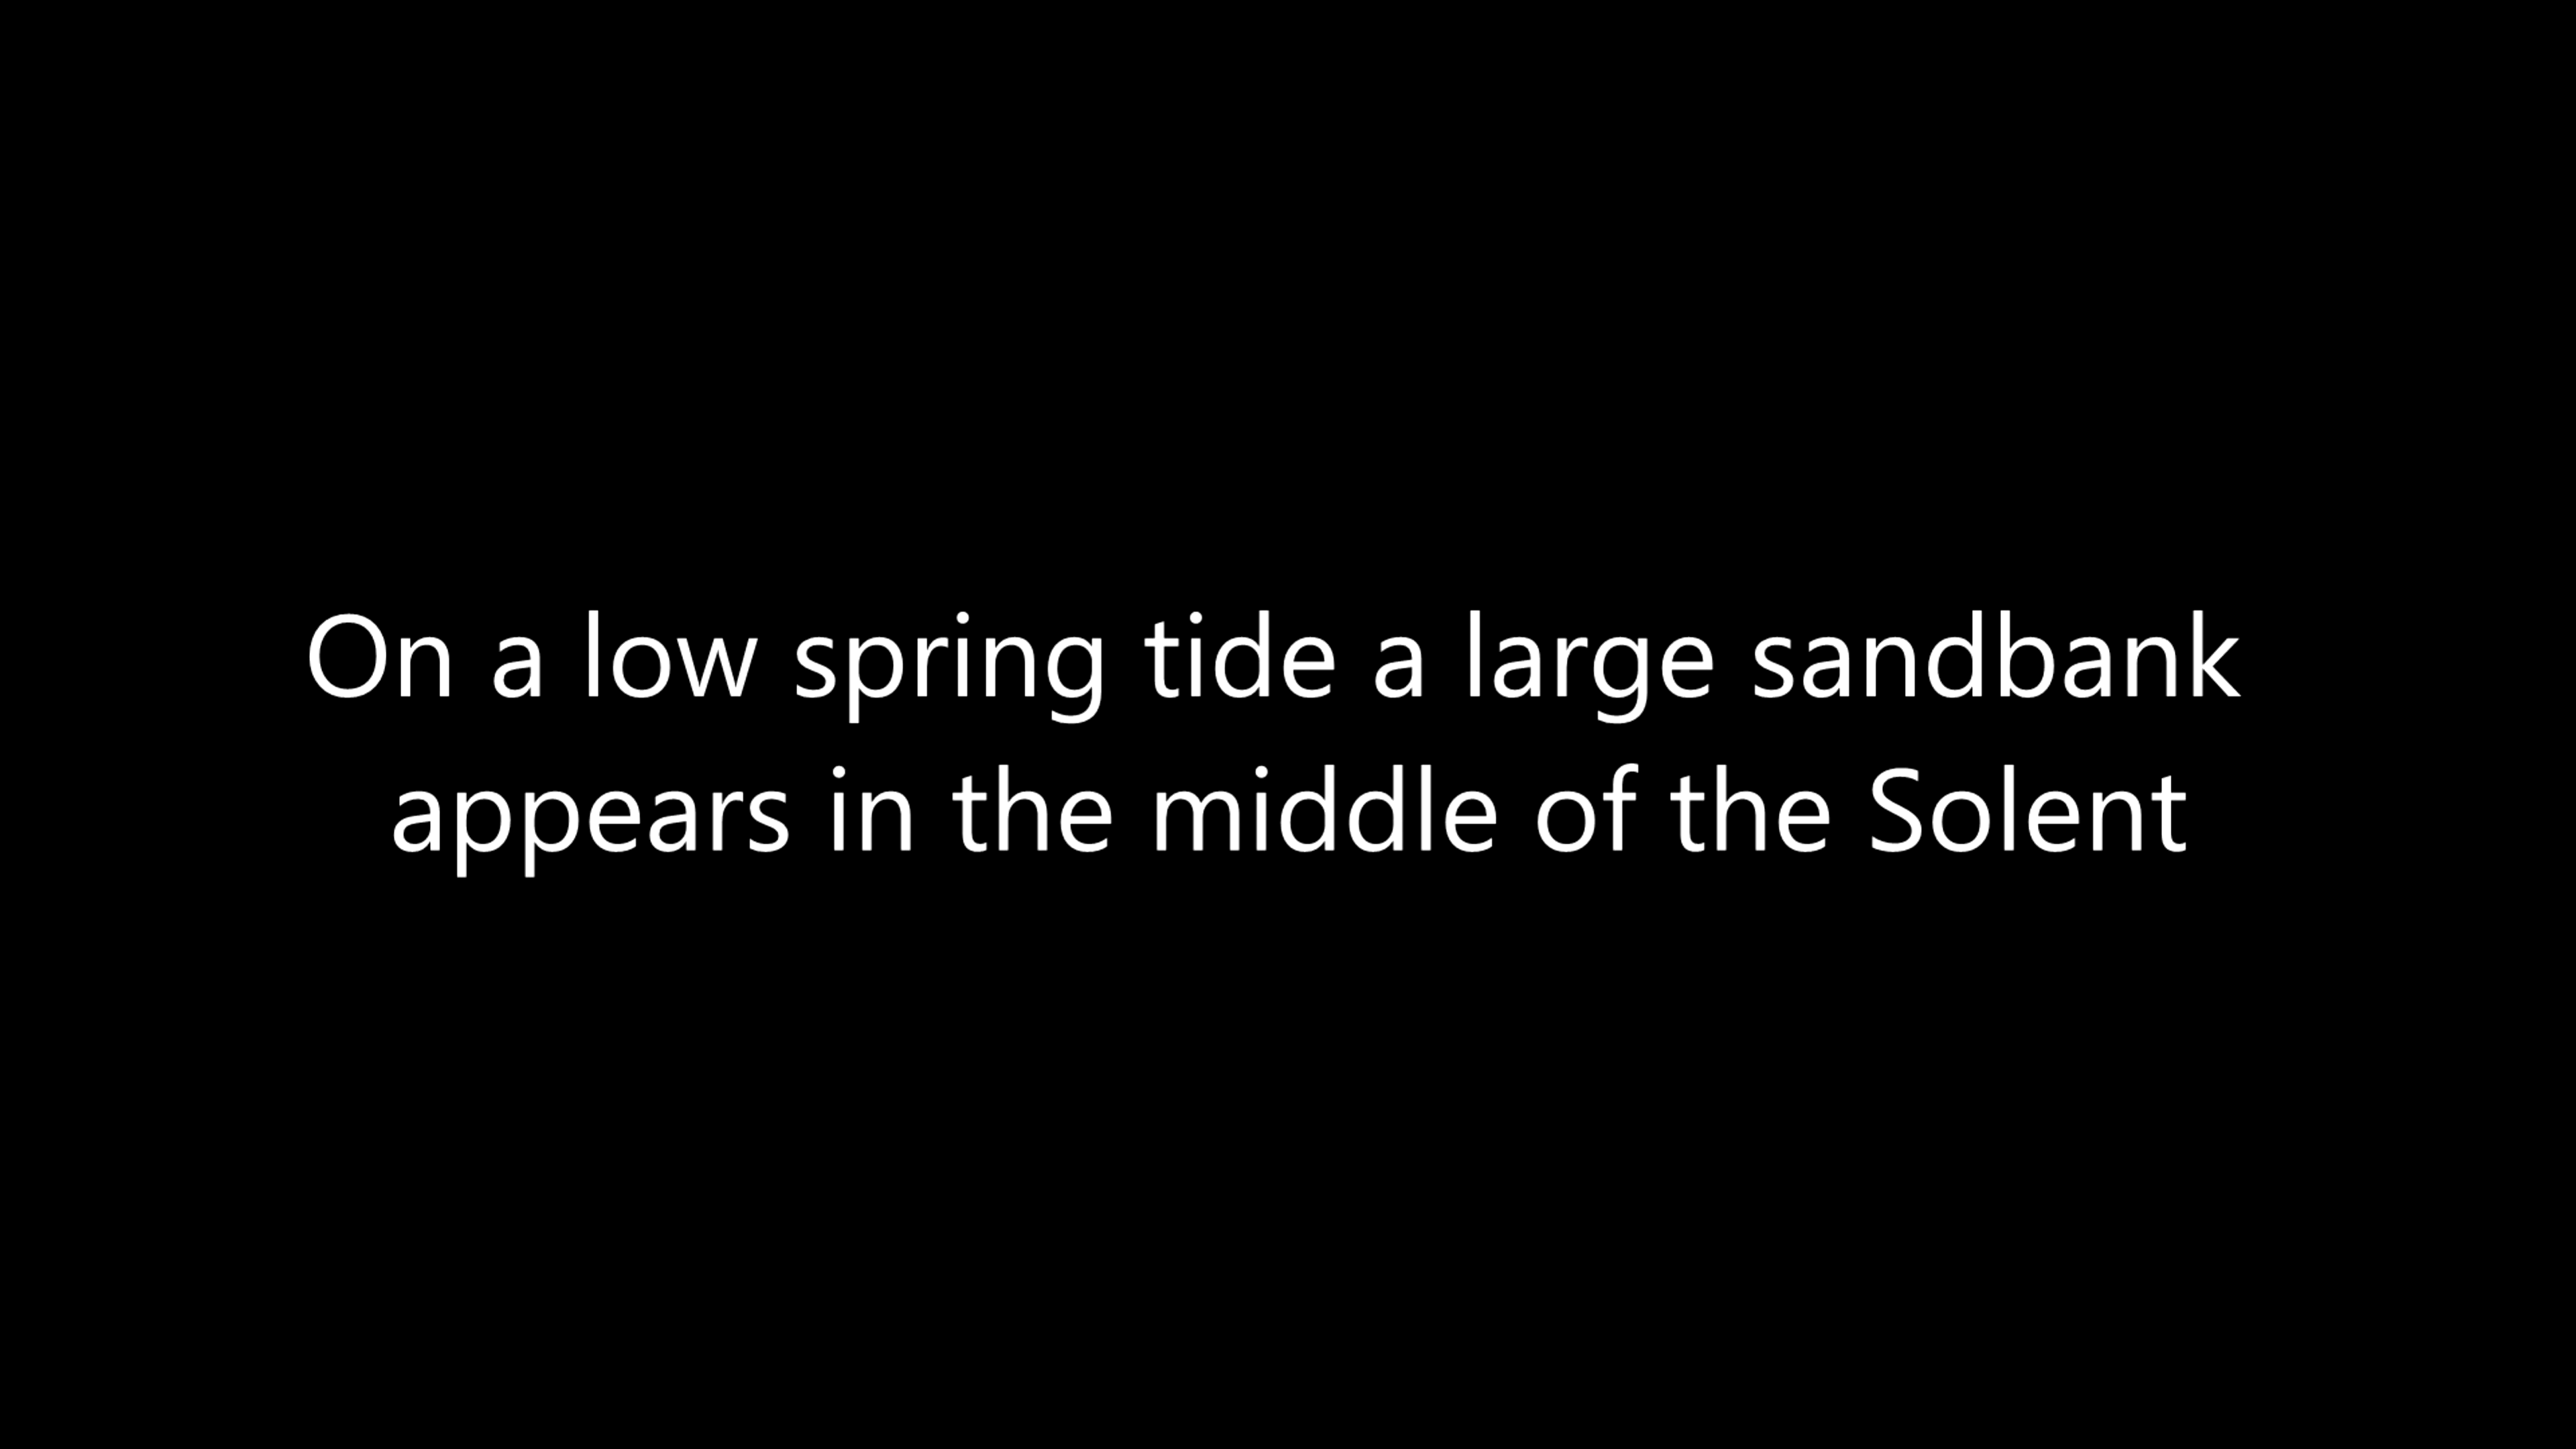 On a low spring tide a large sandbank
appears in the middle of the Solent